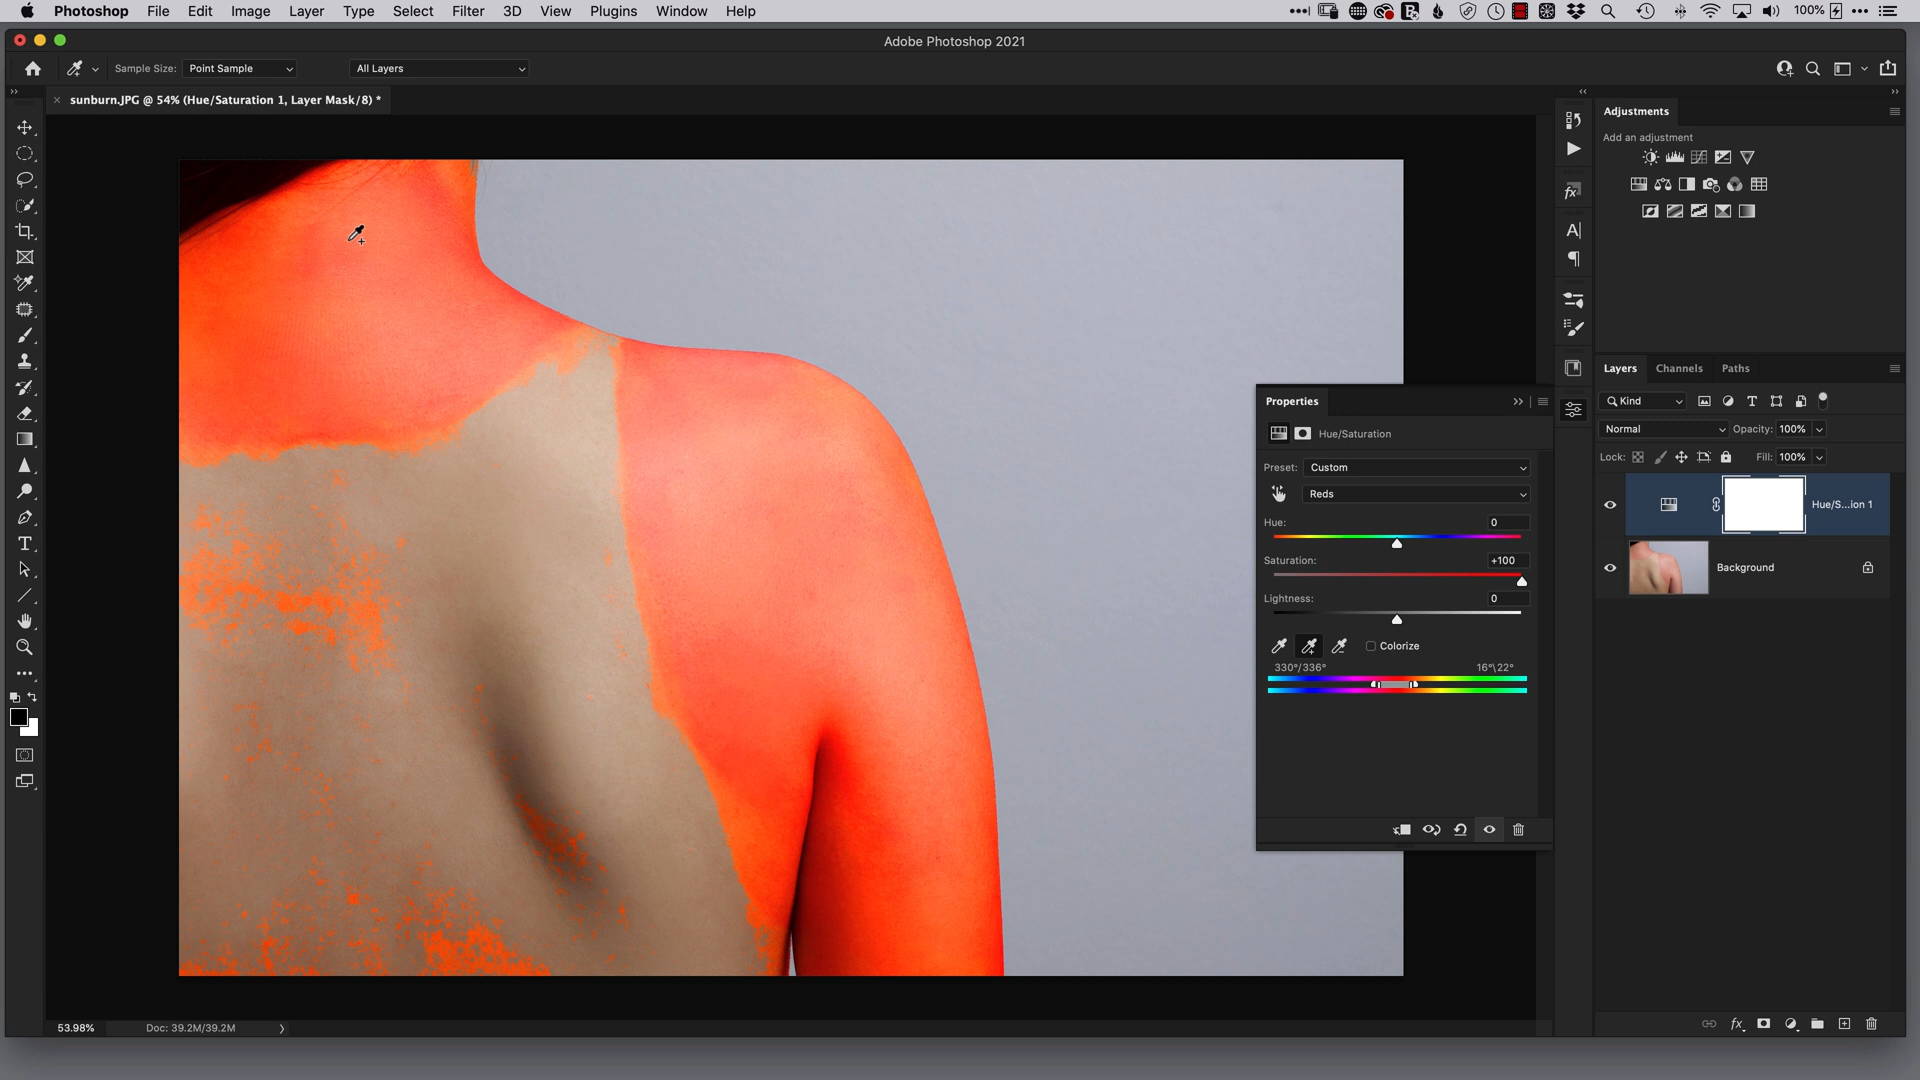 Photoshop File Edit Image Layer Type Select Filter 3D View Plugins Window Help 100%
Adobe Photoshop 2021
Sample Size: Point Sample All Layers
sunburn.JPG @ 54% (Hue/Saturation 1, Layer Mask/8) *
Adjustments
Add an adjustment
Layers Channels Paths
Kind
Normal Opacity: 100%
Lock: Fill: 100%
Hue/S...ion 1
Background
Properties
Hue/Saturation
Preset: Custom
Reds
Hue: 0
Saturation: +100
Lightness: 0
Colorize
330°/336° 16°\22°
53.98% Doc: 39.2M/39.2M